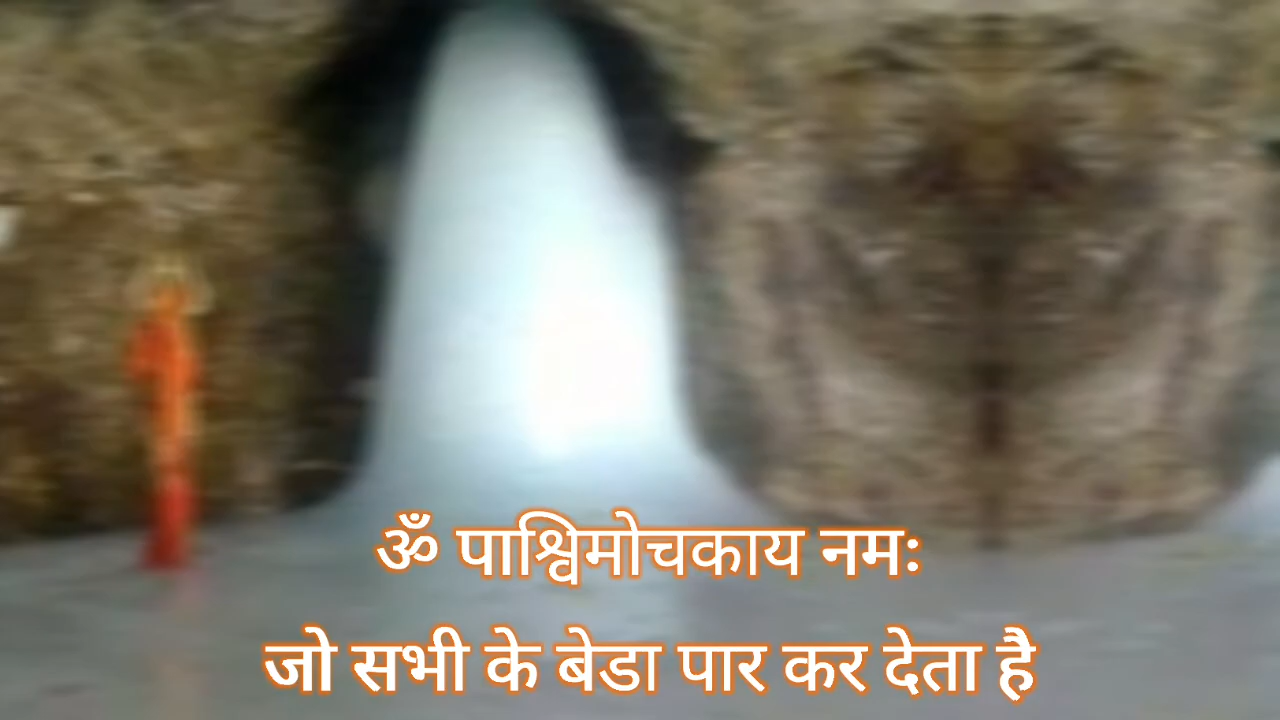 ॐ पाश्विमोचकाय नमः
जो सभी के बेडा पार कर देता है